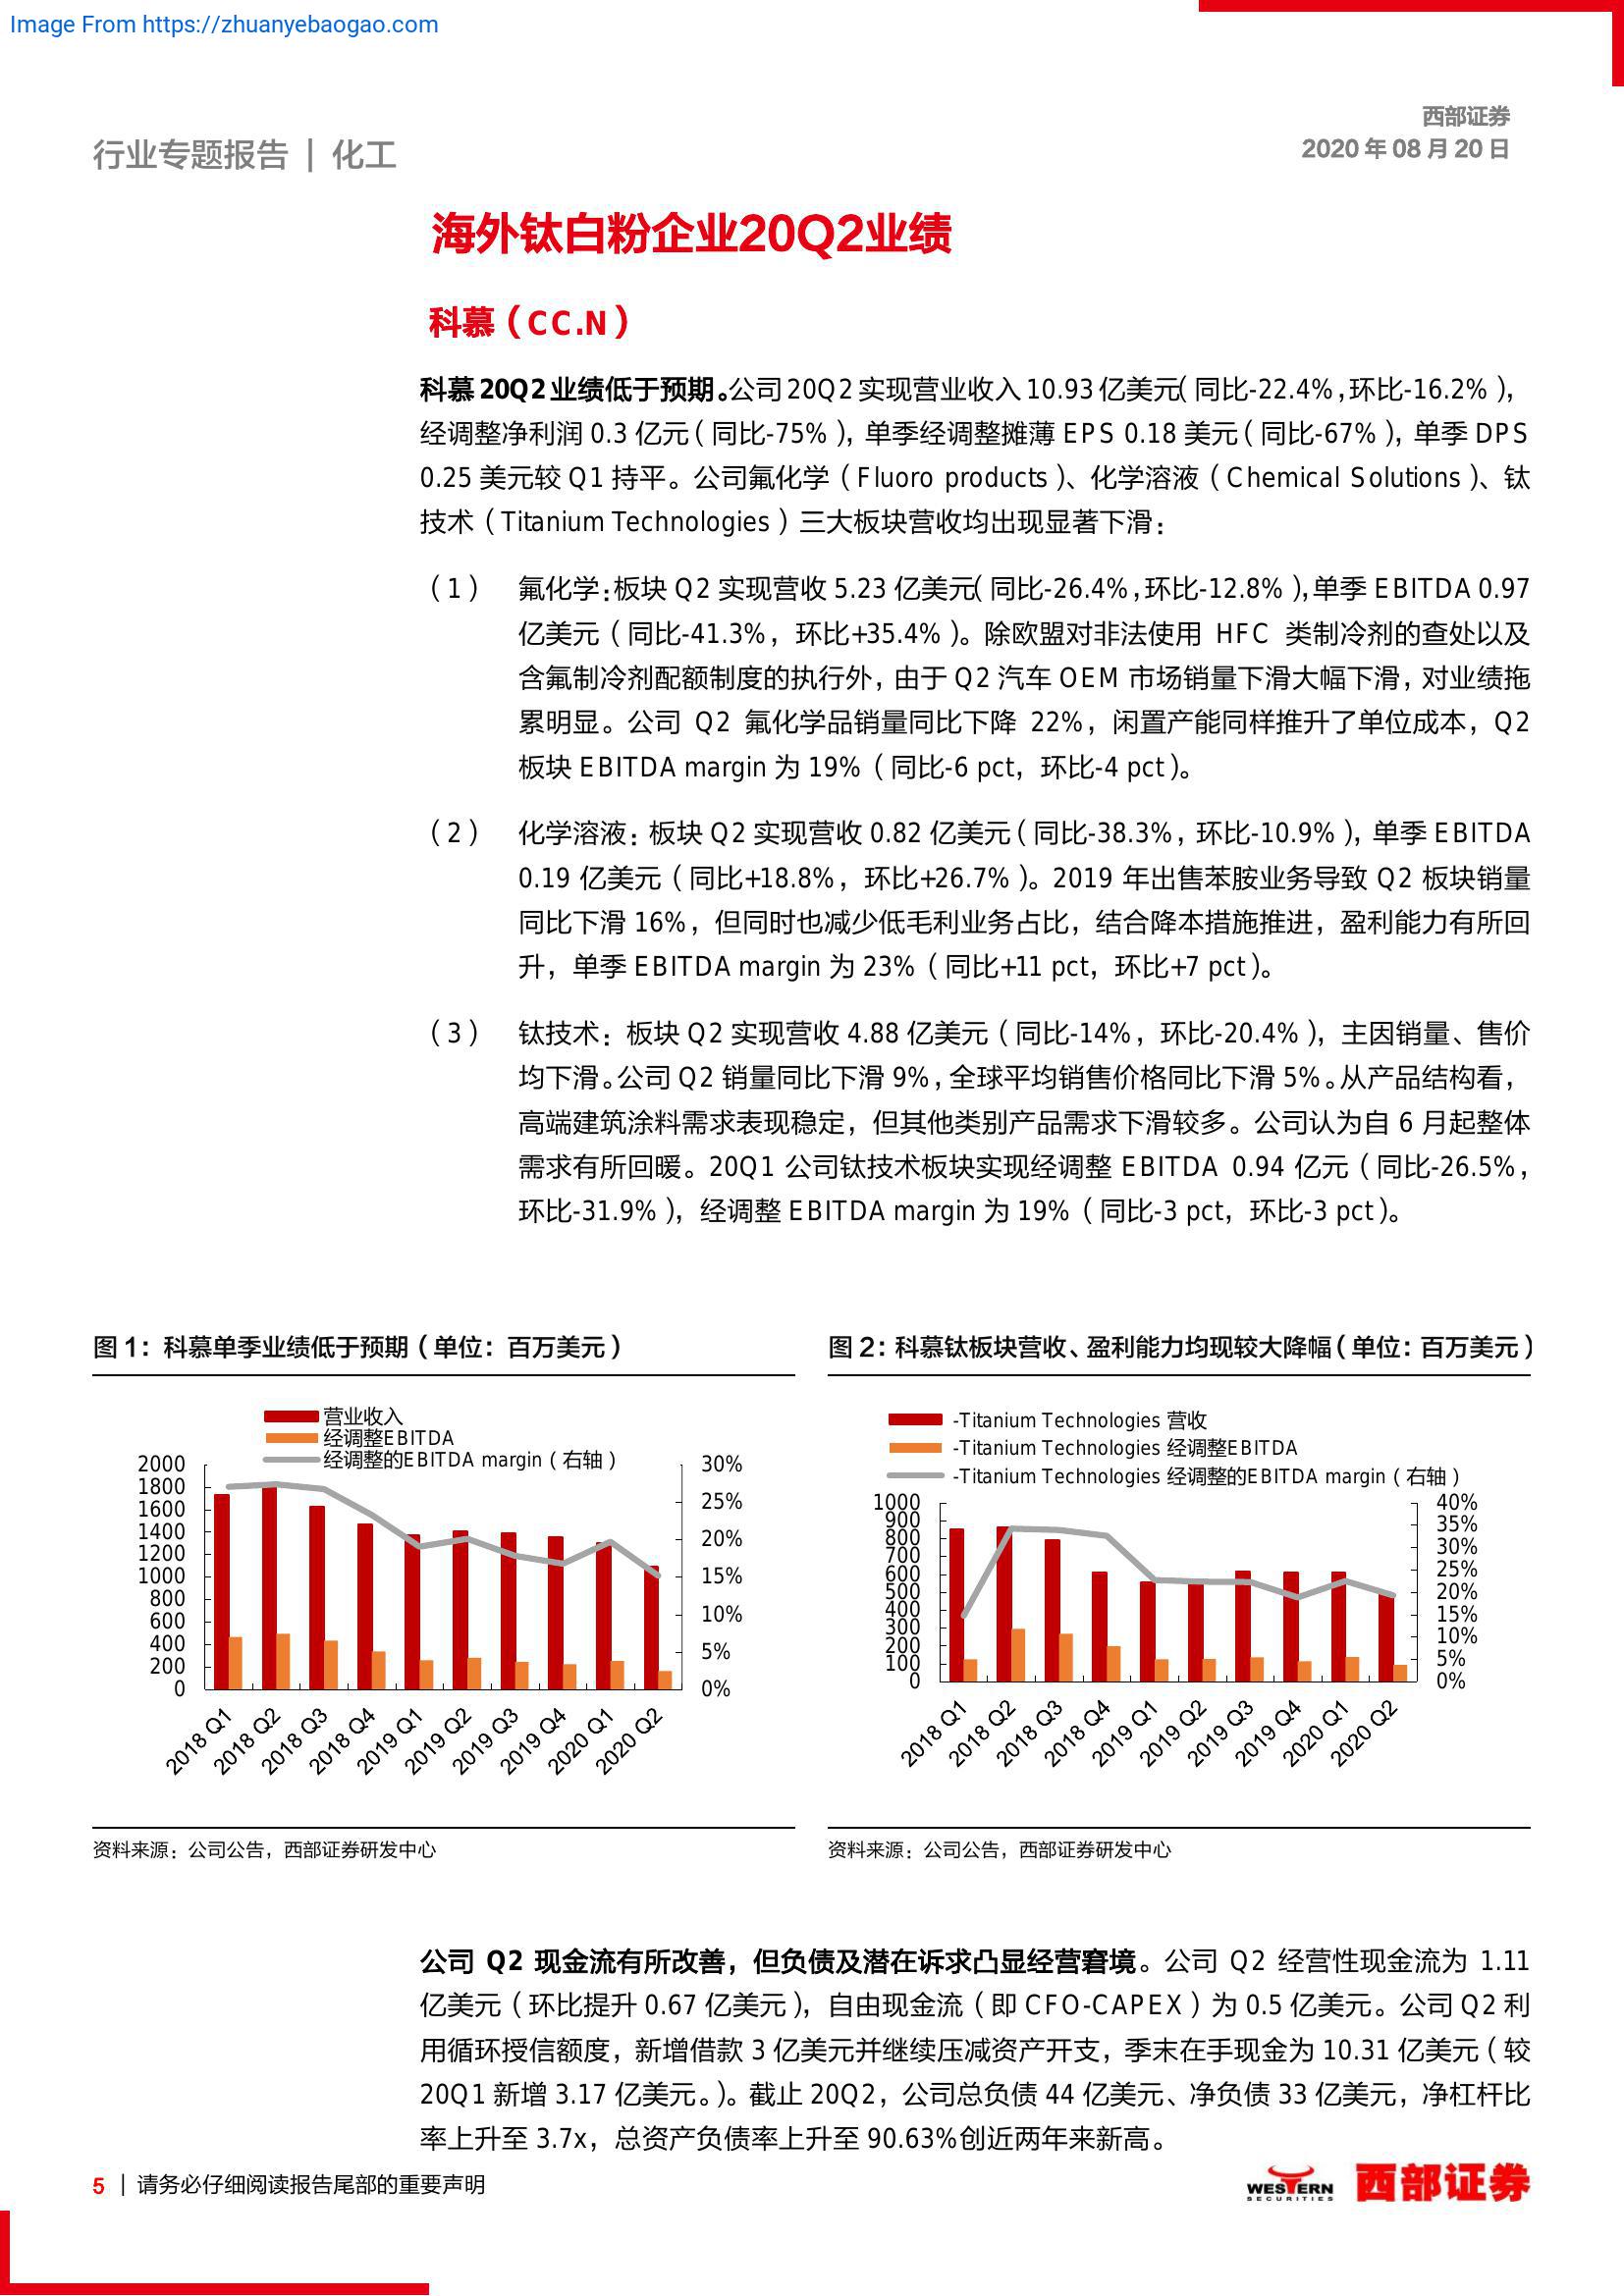 Image From https://zhuanyebaogao.com
西部证券
2020 年 08 月 20 日
行业专题报告 | 化工
海外钛白粉企业20Q2业绩
科慕（CC.N）
科慕 20Q2 业绩低于预期。公司 20Q2 实现营业收入 10.93 亿美元（同比-22.4%，环比-16.2%），
经调整净利润 0.3 亿元（同比-75%），单季经调整摊薄 EPS 0.18 美元（同比-67%），单季 DPS
0.25 美元较 Q1 持平。公司氟化学（Fluoro products）、化学溶液（Chemical Solutions）、钛
技术（Titanium Technologies）三大板块营收均出现显著下滑：
（1） 氟化学：板块 Q2 实现营收 5.23 亿美元（同比-26.4%，环比-12.8%），单季 EBITDA 0.97
亿美元（同比-41.3%，环比+35.4%）。除欧盟对非法使用 HFC 类制冷剂的查处以及
含氟制冷剂配额制度的执行外，由于 Q2 汽车 OEM 市场销量下滑大幅下滑，对业绩拖
累明显。公司 Q2 氟化学品销量同比下降 22%，闲置产能同样推升了单位成本，Q2
板块 EBITDA margin 为 19%（同比-6 pct，环比-4 pct）。
（2） 化学溶液：板块 Q2 实现营收 0.82 亿美元（同比-38.3%，环比-10.9%），单季 EBITDA
0.19 亿美元（同比+18.8%，环比+26.7%）。2019 年出售苯胺业务导致 Q2 板块销量
同比下滑 16%，但同时也减少低毛利业务占比，结合降本措施推进，盈利能力有所回
升，单季 EBITDA margin 为 23%（同比+11 pct，环比+7 pct）。
（3） 钛技术：板块 Q2 实现营收 4.88 亿美元（同比-14%，环比-20.4%），主因销量、售价
均下滑。公司 Q2 销量同比下滑 9%，全球平均销售价格同比下滑 5%。从产品结构看，
高端建筑涂料需求表现稳定，但其他类别产品需求下滑较多。公司认为自 6 月起整体
需求有所回暖。20Q1 公司钛技术板块实现经调整 EBITDA 0.94 亿元（同比-26.5%，
环比-31.9%），经调整 EBITDA margin 为 19%（同比-3 pct，环比-3 pct）。
图 1：科慕单季业绩低于预期（单位：百万美元）
营业收入
经调整EBITDA
经调整的EBITDA margin（右轴）
2000
1800
1600
1400
1200
1000
800
600
400
200
0
30%
25%
20%
15%
10%
5%
0%
2018 Q1
2018 Q2
2018 Q3
2018 Q4
2019 Q1
2019 Q2
2019 Q3
2019 Q4
2020 Q1
2020 Q2
资料来源：公司公告，西部证券研发中心
图 2：科慕钛板块营收、盈利能力均现较大降幅（单位：百万美元）
-Titanium Technologies 营收
-Titanium Technologies 经调整EBITDA
-Titanium Technologies 经调整的EBITDA margin（右轴）
1000
900
800
700
600
500
400
300
200
100
0
40%
35%
30%
25%
20%
15%
10%
5%
0%
2018 Q1
2018 Q2
2018 Q3
2018 Q4
2019 Q1
2019 Q2
2019 Q3
2019 Q4
2020 Q1
2020 Q2
资料来源：公司公告，西部证券研发中心
公司 Q2 现金流有所改善，但负债及潜在诉求凸显经营窘境。公司 Q2 经营性现金流为 1.11
亿美元（环比提升 0.67 亿美元），自由现金流（即 CFO-CAPEX）为 0.5 亿美元。公司 Q2 利
用循环授信额度，新增借款 3 亿美元并继续压减资产开支，季末在手现金为 10.31 亿美元（较
20Q1 新增 3.17 亿美元。）。截止 20Q2，公司总负债 44 亿美元、净负债 33 亿美元，净杠杆比
率上升至 3.7x，总资产负债率上升至 90.63%创近两年来新高。
5 | 请务必仔细阅读报告尾部的重要声明
WESTERN
SECURITIES
西部证券